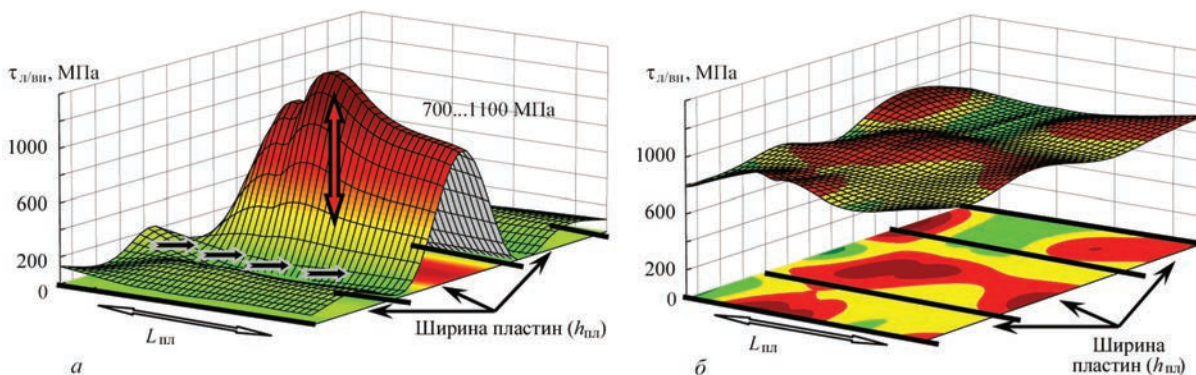 τл/вн, МПа
1000
600
200
0
700...1100 МПа
Lпл
Ширина пластин (hпл)
а
τл/вн, МПа
1000
600
200
0
Lпл
Ширина
пластин (hпл)
б